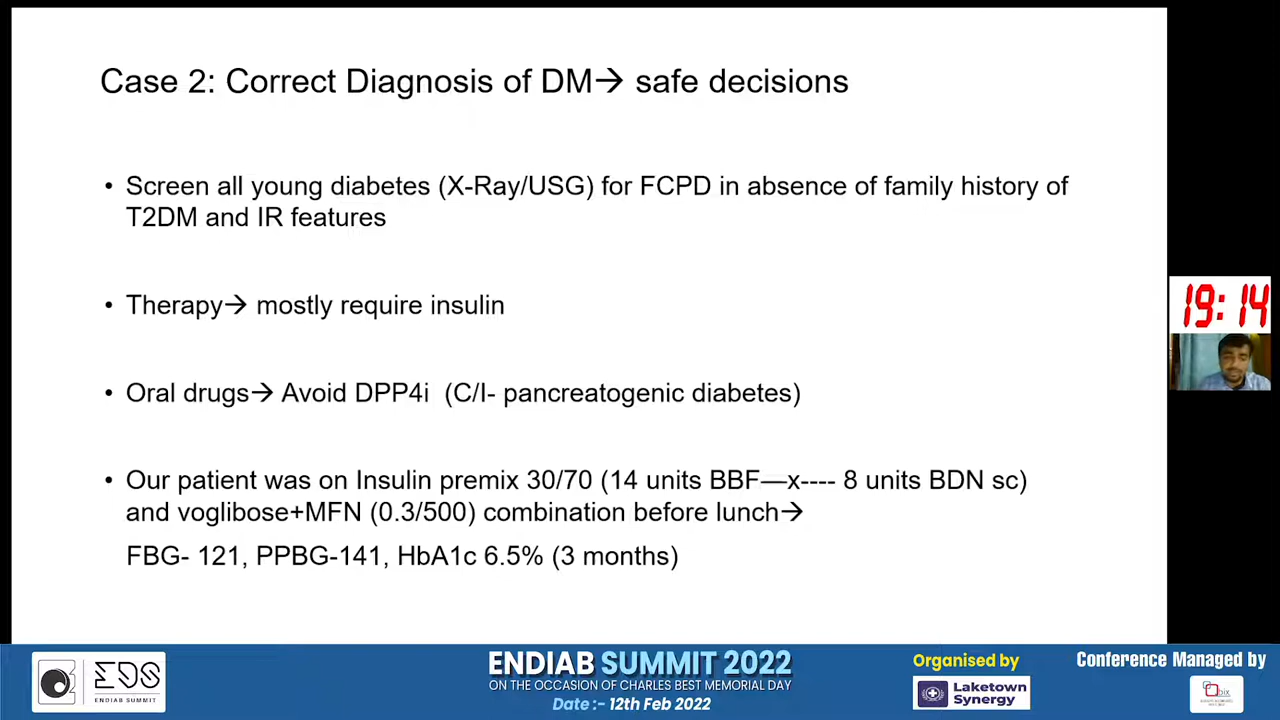 Case 2: Correct Diagnosis of DM→ safe decisions
• Screen all young diabetes (X-Ray/USG) for FCPD in absence of family history of
T2DM and IR features
• Therapy→ mostly require insulin
• Oral drugs→ Avoid DPP4i (C/I- pancreatogenic diabetes)
• Our patient was on Insulin premix 30/70 (14 units BBF—x---- 8 units BDN sc)
and voglibose+MFN (0.3/500) combination before lunch→
FBG- 121, PPBG-141, HbA1c 6.5% (3 months)
19:14
EDS
ENDIAB SUMMIT
ENDIAB SUMMIT 2022
ON THE OCCASION OF CHARLES BEST MEMORIAL DAY
Date :- 12th Feb 2022
Organised by
Laketown
Synergy
Conference Managed by